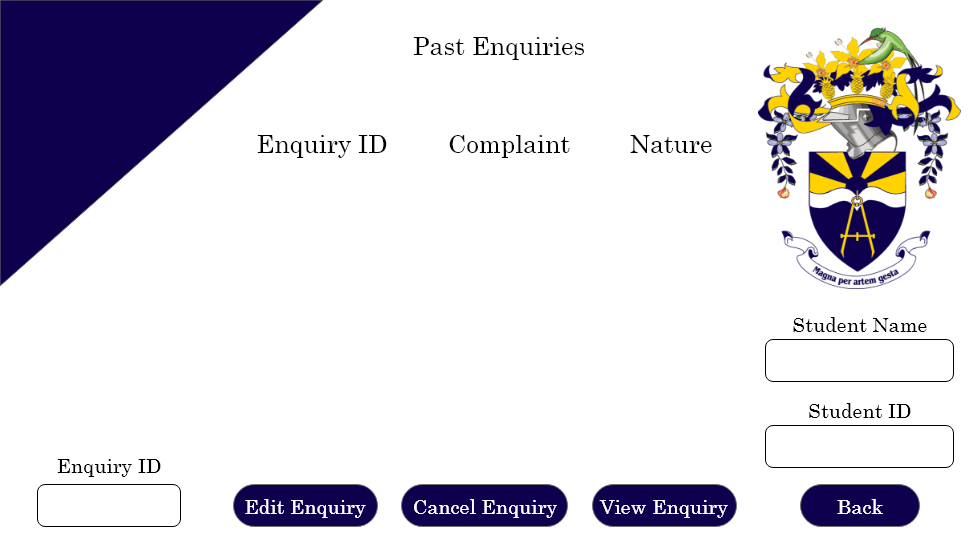 Past Enquiries
Enquiry ID Complaint Nature
Magna per artem gesta
Student Name
Student ID
Enquiry ID
Edit Enquiry Cancel Enquiry View Enquiry Back